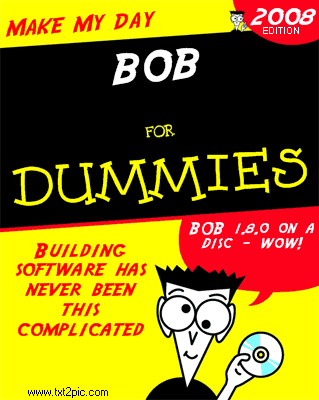 MAKE MY DAY
2008
EDITION
BOB
FOR
DUMMIES
BOB 1.8.0 ON A
DISC - WOW!
BUILDING
SOFTWARE HAS
NEVER BEEN
THIS
COMPLICATED
www.txt2pic.com